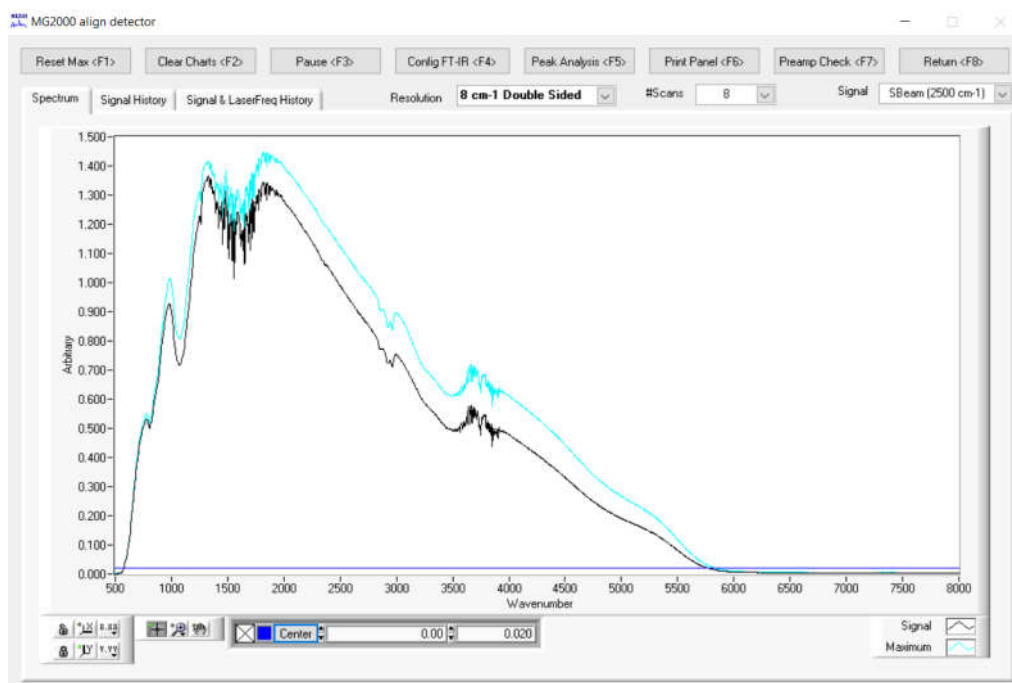 MG2000 align detector
Reset Max <F1> Clear Charts <F2> Pause <F3> Config FT-IR <F4> Peak Analysis <F5> Print Panel <F6> Preamp Check <F7> Return <F8>
Spectrum Signal History Signal & LaserFreq History Resolution 8 cm-1 Double Sided #Scans 8 Signal SBeam (2500 cm-1)
1.500
1.400
1.300
1.200
1.100
1.000
0.900
0.800
0.700
0.600
0.500
0.400
0.300
0.200
0.100
0.000
Arbitrary
500 1000 1500 2000 2500 3000 3500 4000 4500 5000 5500 6000 6500 7000 7500 8000
Wavenumber
X x.xx Center 0.00 0.020 Signal
Y y.yy Maximum